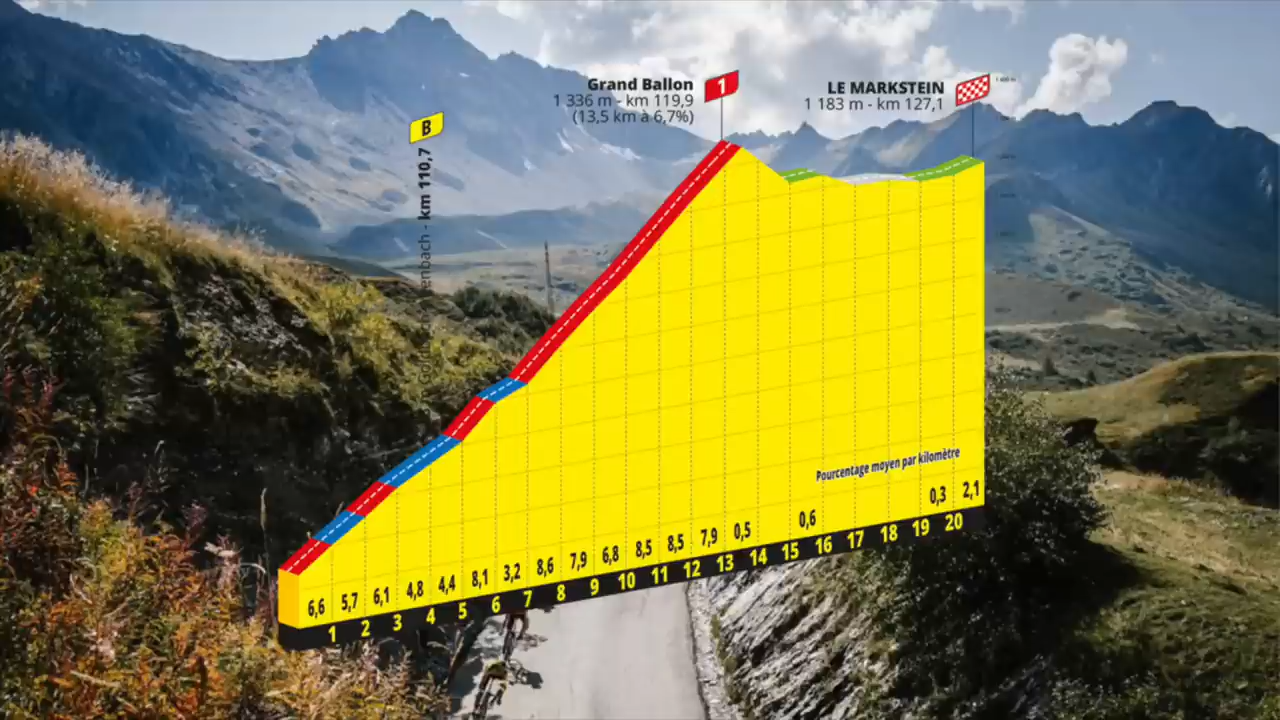 Grand Ballon
1 336 m - km 119,9
(13,5 km à 6,7%)
1
LE MARKSTEIN
1 183 m - km 127,1
B
enbach - km 110,7
Pourcentage moyen par kilomètre
6,6 5,7 6,1 4,8 4,4 8,1 3,2 8,6 7,9 6,8 8,5 8,5 7,9 0,5 0,6 0,3 2,1
1 2 3 4 5 6 7 8 9 10 11 12 13 14 15 16 17 18 19 20